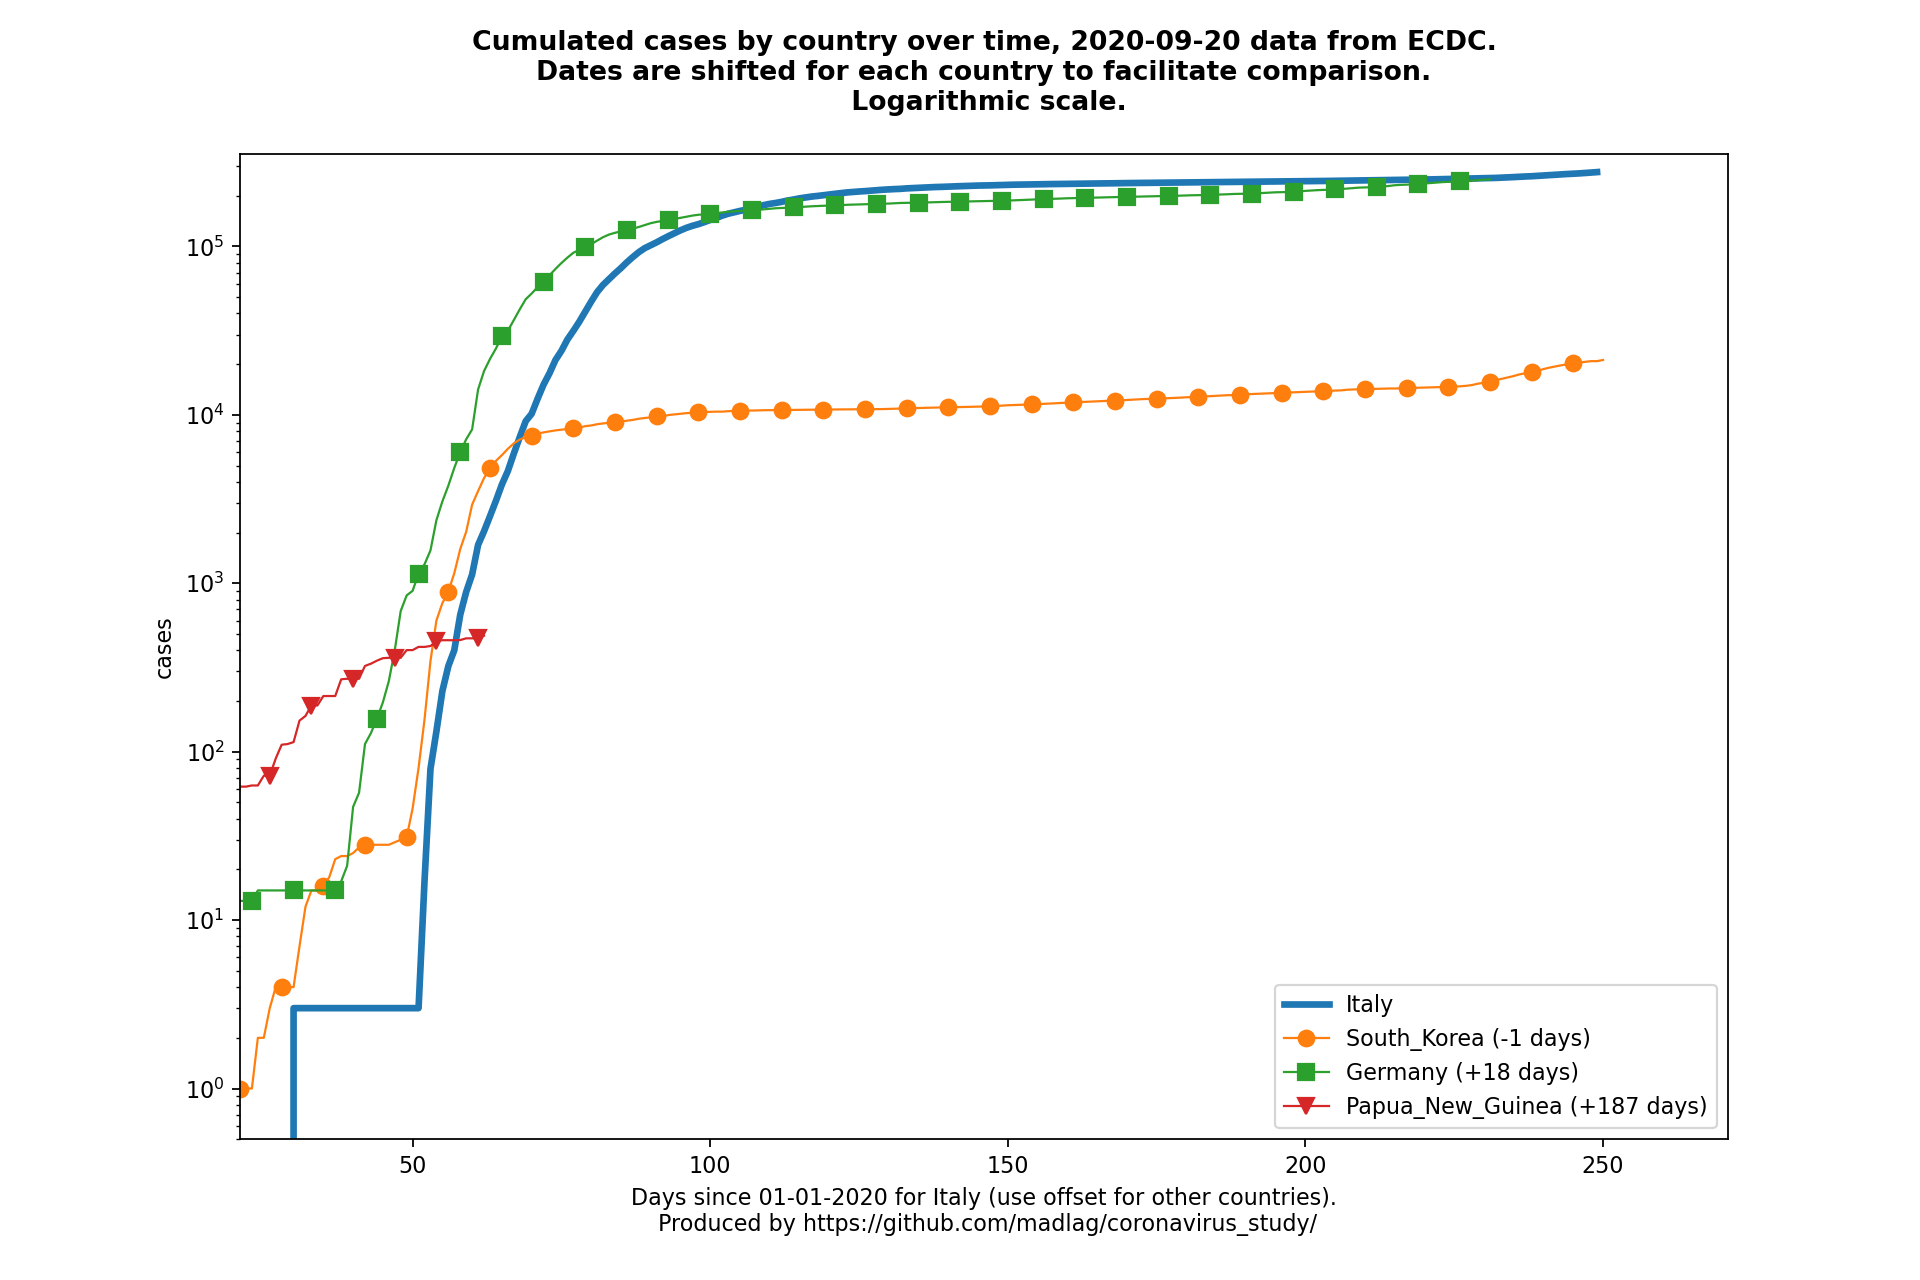 Cumulated cases by country over time, 2020-09-20 data from ECDC.
Dates are shifted for each country to facilitate comparison.
Logarithmic scale.
cases
10^5
10^4
10^3
10^2
10^1
10^0
50 100 150 200 250
Italy
South_Korea (-1 days)
Germany (+18 days)
Papua_New_Guinea (+187 days)
Days since 01-01-2020 for Italy (use offset for other countries).
Produced by https://github.com/madlag/coronavirus_study/